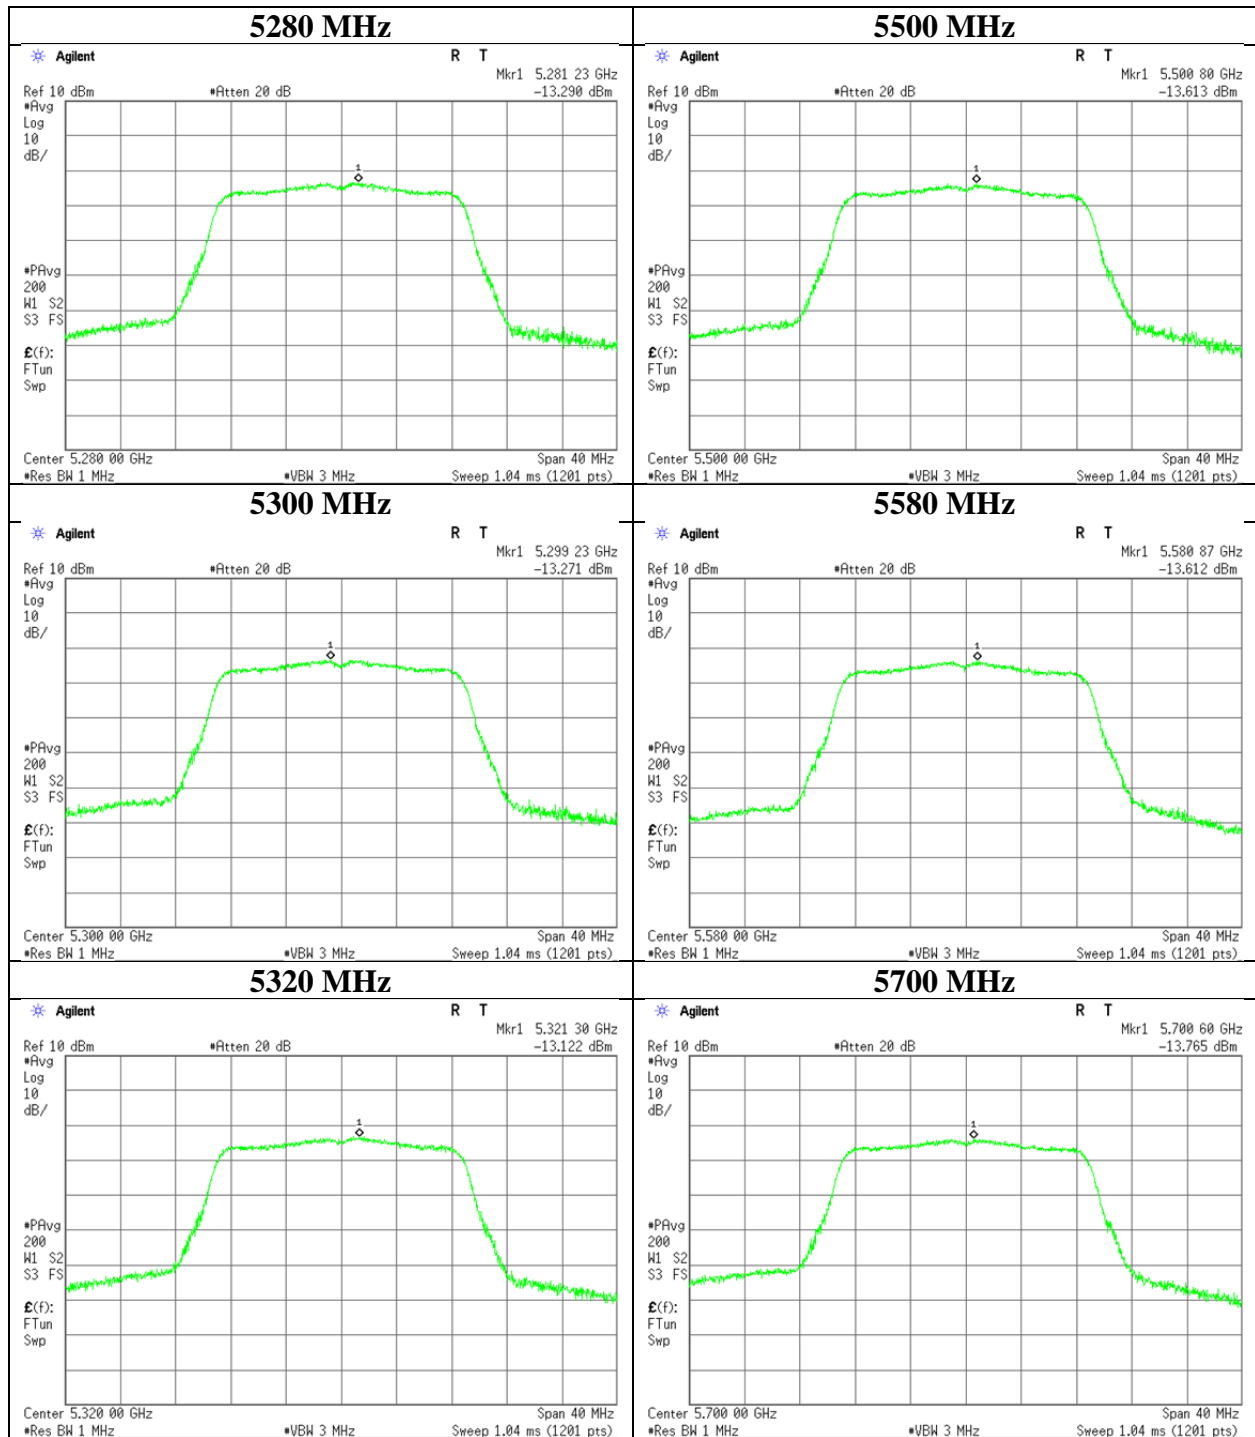 5280 MHz
Agilent R T
Mkr1 5.281 23 GHz
Ref 10 dBm #Atten 20 dB -13.290 dBm
#Avg
Log
10
dB/
1
#PAvg
200
W1 S2
S3 FS
£(f):
FTun
Swp
Center 5.280 00 GHz Span 40 MHz
#Res BW 1 MHz #VBW 3 MHz Sweep 1.04 ms (1201 pts)
5500 MHz
Agilent R T
Mkr1 5.500 80 GHz
Ref 10 dBm #Atten 20 dB -13.613 dBm
#Avg
Log
10
dB/
1
#PAvg
200
W1 S2
S3 FS
£(f):
FTun
Swp
Center 5.500 00 GHz Span 40 MHz
#Res BW 1 MHz #VBW 3 MHz Sweep 1.04 ms (1201 pts)
5300 MHz
Agilent R T
Mkr1 5.299 23 GHz
Ref 10 dBm #Atten 20 dB -13.271 dBm
#Avg
Log
10
dB/
1
#PAvg
200
W1 S2
S3 FS
£(f):
FTun
Swp
Center 5.300 00 GHz Span 40 MHz
#Res BW 1 MHz #VBW 3 MHz Sweep 1.04 ms (1201 pts)
5580 MHz
Agilent R T
Mkr1 5.580 87 GHz
Ref 10 dBm #Atten 20 dB -13.612 dBm
#Avg
Log
10
dB/
1
#PAvg
200
W1 S2
S3 FS
£(f):
FTun
Swp
Center 5.580 00 GHz Span 40 MHz
#Res BW 1 MHz #VBW 3 MHz Sweep 1.04 ms (1201 pts)
5320 MHz
Agilent R T
Mkr1 5.321 30 GHz
Ref 10 dBm #Atten 20 dB -13.122 dBm
#Avg
Log
10
dB/
1
#PAvg
200
W1 S2
S3 FS
£(f):
FTun
Swp
Center 5.320 00 GHz Span 40 MHz
#Res BW 1 MHz #VBW 3 MHz Sweep 1.04 ms (1201 pts)
5700 MHz
Agilent R T
Mkr1 5.700 60 GHz
Ref 10 dBm #Atten 20 dB -13.765 dBm
#Avg
Log
10
dB/
1
#PAvg
200
W1 S2
S3 FS
£(f):
FTun
Swp
Center 5.700 00 GHz Span 40 MHz
#Res BW 1 MHz #VBW 3 MHz Sweep 1.04 ms (1201 pts)